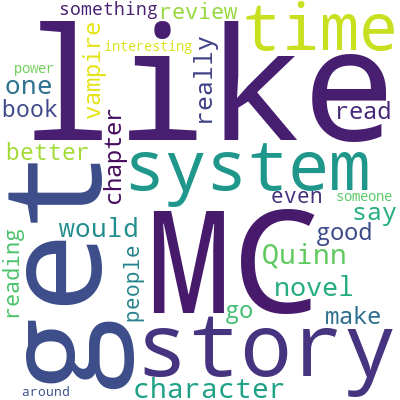 something
review
time
interesting
like
vampire
really
power
one
book
read
better
chapter
system
get
even
someone
say
would
MC
good
reading
people
Quinn
novel
go
make
story
character
around